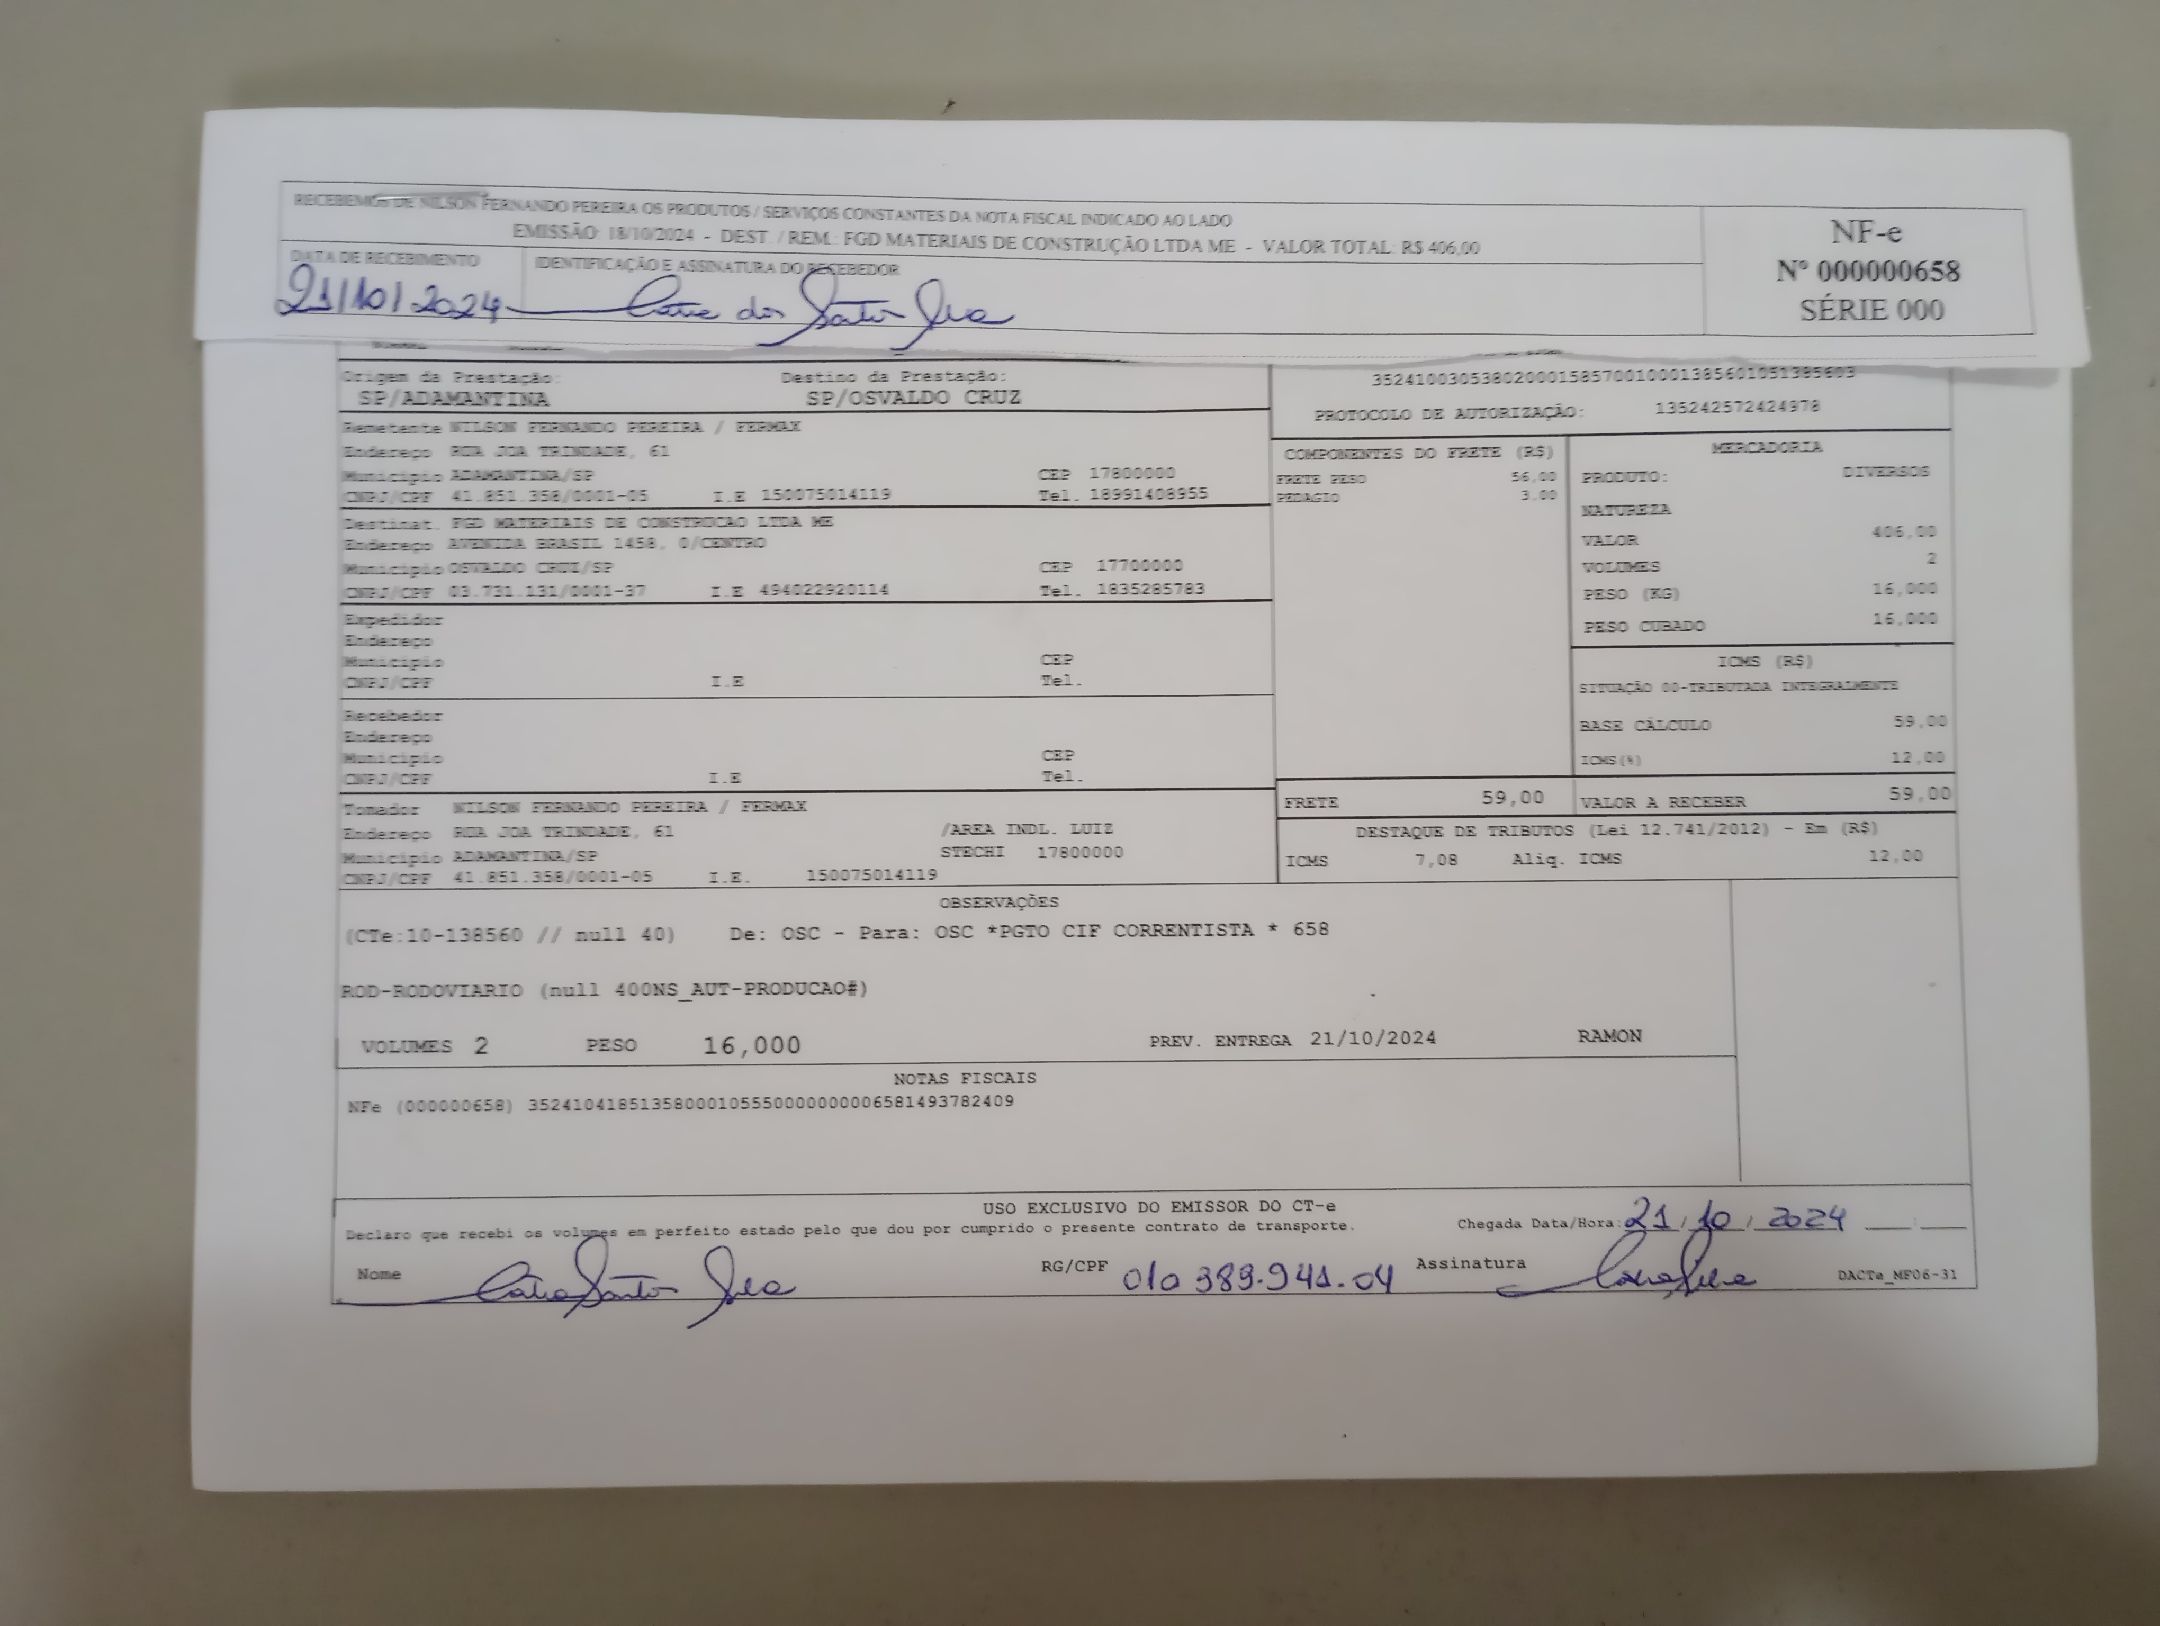 RECEBEMOS DE NILSON FERNANDO PEREIRA OS PRODUTOS / SERVIÇOS CONSTANTES DA NOTA FISCAL INDICADO AO LADO
EMISSÃO: 18/10/2024 - DEST. / REM.: FGD MATERIAIS DE CONSTRUÇÃO LTDA ME - VALOR TOTAL: R$ 406,00
DATA DE RECEBIMENTO IDENTIFICAÇÃO E ASSINATURA DO RECEBEDOR
21/10/2024 dos Santos
NF-e
Nº 000000658
SÉRIE 000
Origem da Prestação: Destino da Prestação:
SP/ADAMANTINA SP/OSVALDO CRUZ
35241003053802000158570010001385601051385603
PROTOCOLO DE AUTORIZAÇÃO: 135242572424978
Remetente NILSON FERNANDO PEREIRA / FERMAX
Endereço RUA JOA TRINDADE, 61
Município ADAMANTINA/SP CEP 17800000
CNPJ/CPF 41.851.358/0001-05 I.E 150075014119 Tel. 18991408955
Destinat. FGD MATERIAIS DE CONSTRUCAO LTDA ME
Endereço AVENIDA BRASIL 1458, 0/CENTRO
Município OSVALDO CRUZ/SP CEP 17700000
CNPJ/CPF 03.731.131/0001-37 I.E 494022920114 Tel. 1835285783
Expedidor
Endereço
Município CEP
CNPJ/CPF I.E Tel.
Recebedor
Endereço
Município CEP
CNPJ/CPF I.E Tel.
Tomador NILSON FERNANDO PEREIRA / FERMAX
Endereço RUA JOA TRINDADE, 61 /AREA INDL. LUIZ
Município ADAMANTINA/SP STECHI 17800000
CNPJ/CPF 41.851.358/0001-05 I.E. 150075014119
COMPONENTES DO FRETE (R$)
FRETE PESO 56,00
PEDAGIO 3.00
MERCADORIA
PRODUTO: DIVERSOS
NATUREZA
VALOR 406,00
VOLUMES 2
PESO (KG) 16,000
PESO CUBADO 16,000
ICMS (R$)
SITUAÇÃO 00-TRIBUTADA INTEGRALMENTE
BASE CÁLCULO 59,00
ICMS(%) 12,00
FRETE 59,00 VALOR A RECEBER 59,00
DESTAQUE DE TRIBUTOS (Lei 12.741/2012) - Em (R$)
ICMS 7,08 Aliq. ICMS 12,00
OBSERVAÇÕES
(CTe:10-138560 // null 40) De: OSC - Para: OSC *PGTO CIF CORRENTISTA * 658
ROD-RODOVIARIO (null 400NS_AUT-PRODUCAO#)
VOLUMES 2 PESO 16,000 PREV. ENTREGA 21/10/2024 RAMON
NOTAS FISCAIS
NFe (000000658) 35241041851358000105550000000006581493782409
USO EXCLUSIVO DO EMISSOR DO CT-e
Declaro que recebi os volumes em perfeito estado pelo que dou por cumprido o presente contrato de transporte. Chegada Data/Hora: 21/10/2024
Nome Santos RG/CPF 010 389.941.04 Assinatura DACTe_MF06-31